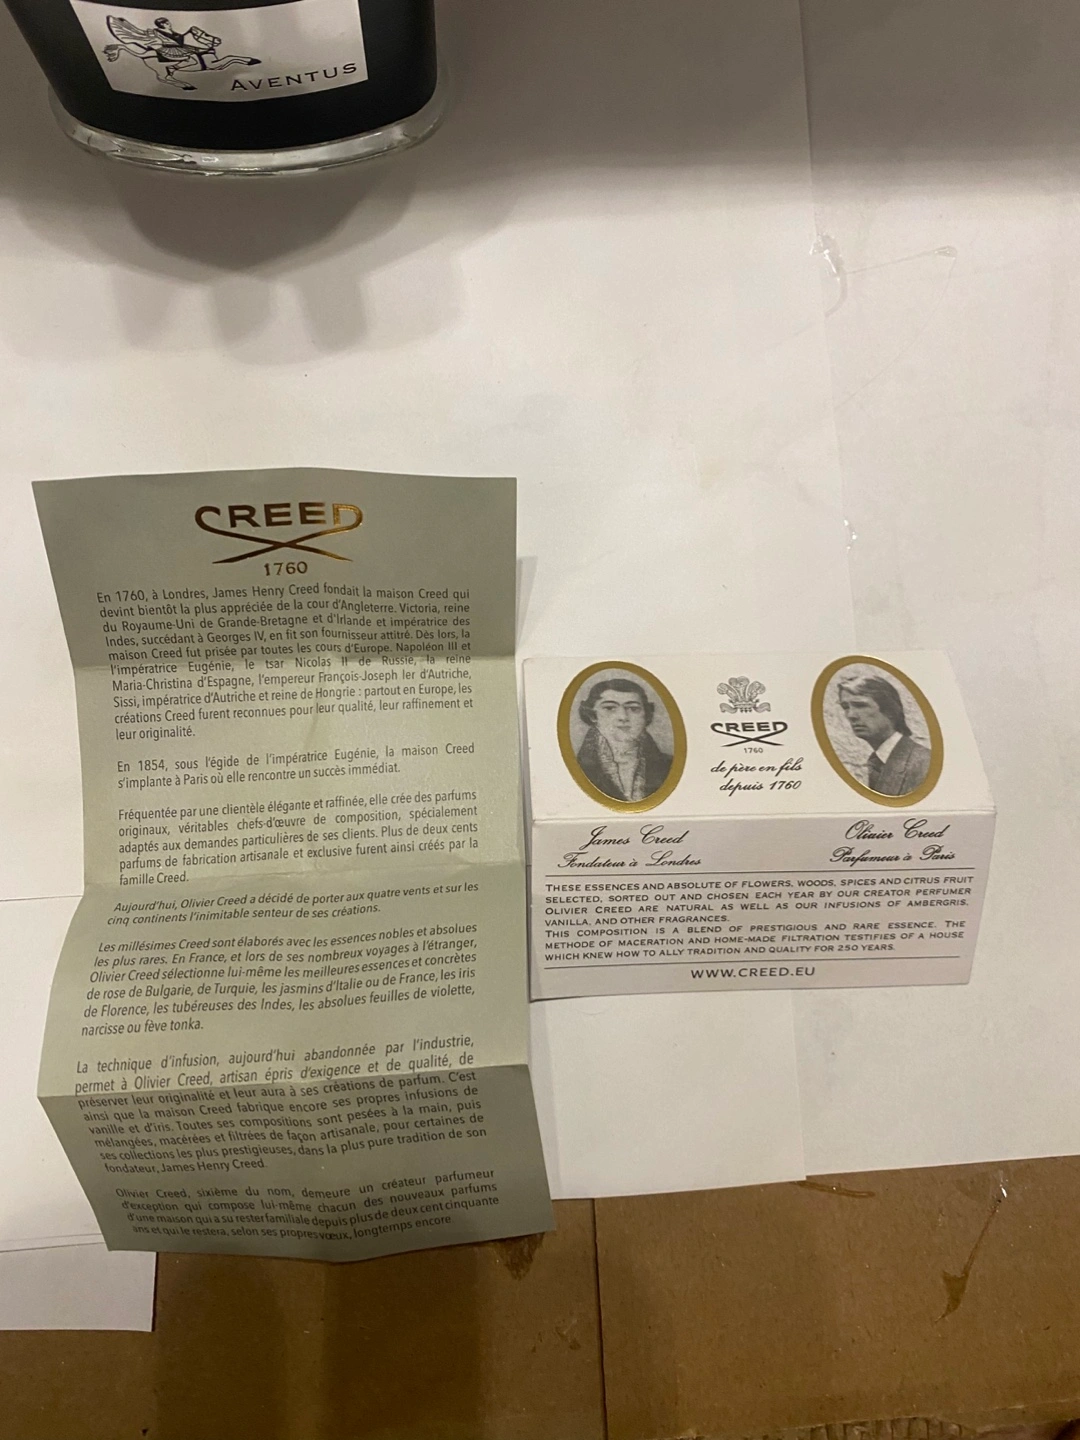 AVENTUS
CREED
1760
En 1760, à Londres, James Henry Creed fondait la maison Creed qui
devint bientôt la plus appréciée de la cour d'Angleterre. Victoria, reine
du Royaume-Uni de Grande-Bretagne et d'Irlande et impératrice des
Indes, succédant à Georges IV, en fit son fournisseur attitré. Dès lors, la
maison Creed fut prisée par toutes les cours d'Europe. Napoléon III et
l'impératrice Eugénie, le tsar Nicolas II de Russie, la reine
Maria-Christina d'Espagne, l'empereur François-Joseph Ier d'Autriche,
Sissi, impératrice d'Autriche et reine de Hongrie : partout en Europe, les
créations Creed furent reconnues pour leur qualité, leur raffinement et
leur originalité.
En 1854, sous l'égide de l'impératrice Eugénie, la maison Creed
s'implante à Paris où elle rencontre un succès immédiat.
Fréquentée par une clientèle élégante et raffinée, elle crée des parfums
originaux, véritables chefs-d'œuvre de composition, spécialement
adaptés aux demandes particulières de ses clients. Plus de deux cents
parfums de fabrication artisanale et exclusive furent ainsi créés par la
famille Creed.
Aujourd'hui, Olivier Creed a décidé de porter aux quatre vents et sur les
cinq continents l'inimitable senteur de ses créations.
Les millésimes Creed sont élaborés avec les essences nobles et absolues
les plus rares. En France, et lors de ses nombreux voyages à l'étranger,
Olivier Creed sélectionne lui-même les meilleures essences et concrètes
de rose de Bulgarie, de Turquie, les jasmins d'Italie ou de France, les iris
de Florence, les tubéreuses des Indes, les absolues feuilles de violette,
narcisse ou fève tonka.
La technique d'infusion, aujourd'hui abandonnée par l'industrie,
permet à Olivier Creed, artisan épris d'exigence et de qualité, de
préserver leur originalité et leur aura à ses créations de parfum. C'est
ainsi que la maison Creed fabrique encore ses propres infusions de
vanille et d'iris. Toutes ses compositions sont pesées à la main, puis
mélangées, macérées et filtrées de façon artisanale, pour certaines de
ses collections les plus prestigieuses, dans la plus pure tradition de son
fondateur, James Henry Creed.
Olivier Creed, sixième du nom, demeure un créateur parfumeur
d'exception qui compose lui-même chacun des nouveaux parfums
d'une maison qui a su rester familiale depuis plus de deux cent cinquante
ans et qui le restera, selon ses propres vœux, longtemps encore.
CREED
1760
de père en fils
depuis 1760
James Creed
Fondateur à Londres
Olivier Creed
Parfumeur à Paris
THESE ESSENCES AND ABSOLUTE OF FLOWERS, WOODS, SPICES AND CITRUS FRUIT
SELECTED, SORTED OUT AND CHOSEN EACH YEAR BY OUR CREATOR PERFUMER
OLIVIER CREED ARE NATURAL AS WELL AS OUR INFUSIONS OF AMBERGRIS,
VANILLA, AND OTHER FRAGRANCES.
THIS COMPOSITION IS A BLEND OF PRESTIGIOUS AND RARE ESSENCE. THE
METHODE OF MACERATION AND HOME-MADE FILTRATION TESTIFIES OF A HOUSE
WHICH KNEW HOW TO ALLY TRADITION AND QUALITY FOR 250 YEARS.
WWW.CREED.EU